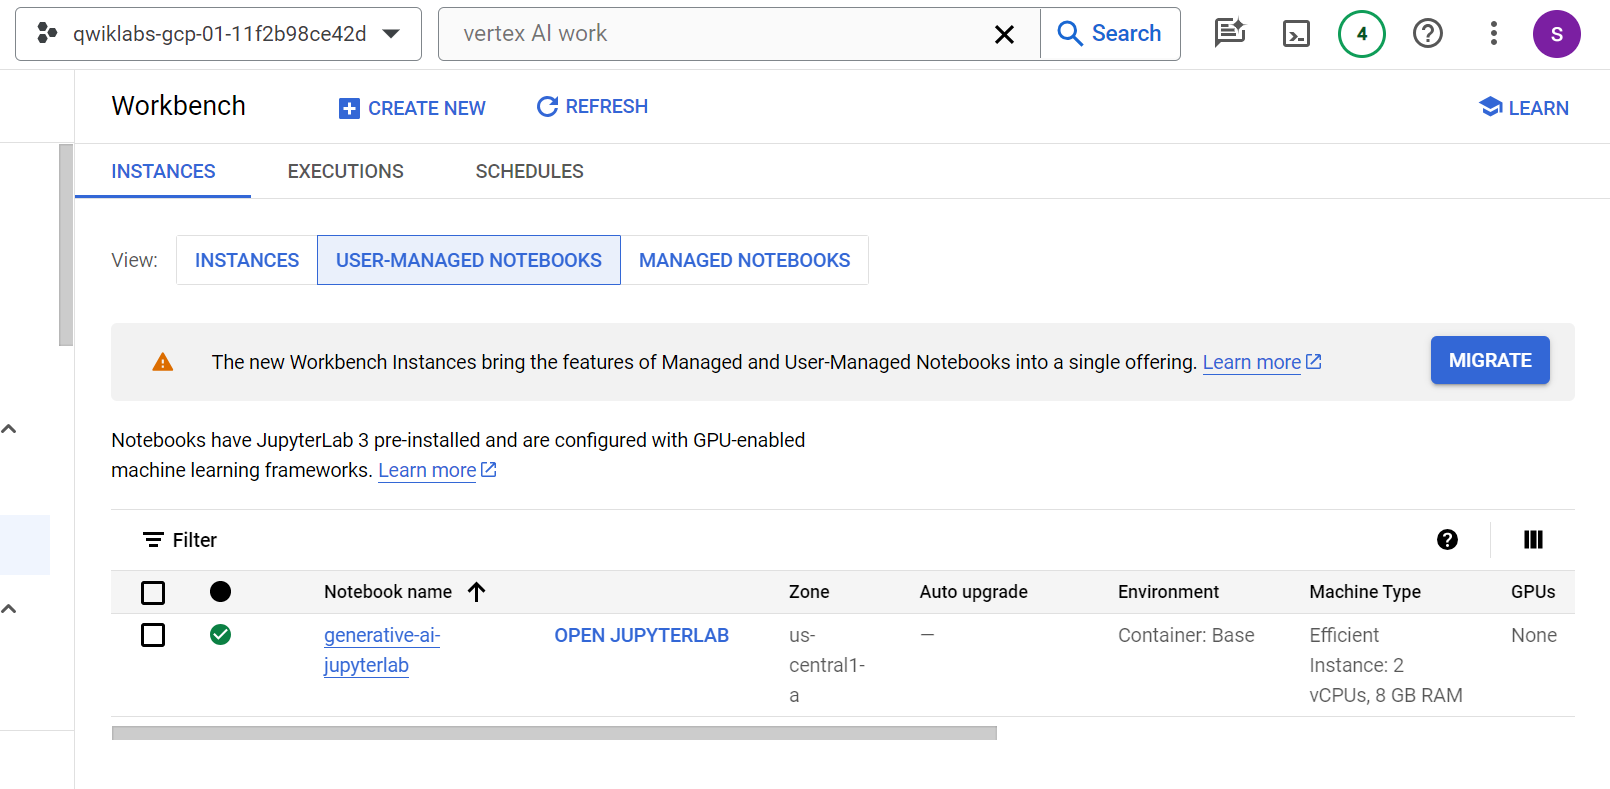 qwiklabs-gcp-01-11f2b98ce42d
vertex AI work
Search
4
S
Workbench
CREATE NEW
REFRESH
LEARN
INSTANCES
EXECUTIONS
SCHEDULES
View:
INSTANCES
USER-MANAGED NOTEBOOKS
MANAGED NOTEBOOKS
The new Workbench Instances bring the features of Managed and User-Managed Notebooks into a single offering. Learn more
MIGRATE
Notebooks have JupyterLab 3 pre-installed and are configured with GPU-enabled
machine learning frameworks. Learn more
Filter
Notebook name
Zone
Auto upgrade
Environment
Machine Type
GPUs
generative-ai-
jupyterlab
OPEN JUPYTERLAB
us-
central1-
a
—
Container: Base
Efficient
Instance: 2
vCPUs, 8 GB RAM
None